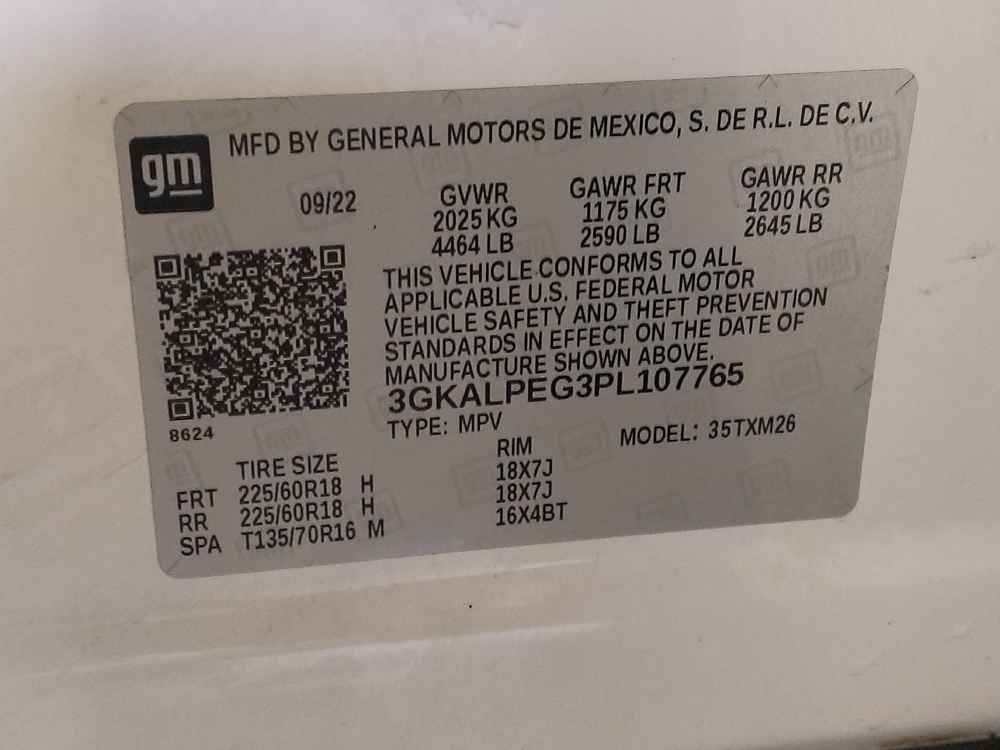 gm
MFD BY GENERAL MOTORS DE MEXICO, S. DE R.L. DE C.V.
09/22
GVWR GAWR FRT GAWR RR
2025 KG 1175 KG 1200 KG
4464 LB 2590 LB 2645 LB
THIS VEHICLE CONFORMS TO ALL
APPLICABLE U.S. FEDERAL MOTOR
VEHICLE SAFETY AND THEFT PREVENTION
STANDARDS IN EFFECT ON THE DATE OF
MANUFACTURE SHOWN ABOVE.
3GKALPEG3PL107765
8624
TYPE: MPV MODEL: 35TXM26
TIRE SIZE RIM
FRT 225/60R18 H 18X7J
RR 225/60R18 H 18X7J
SPA T135/70R16 M 16X4BT